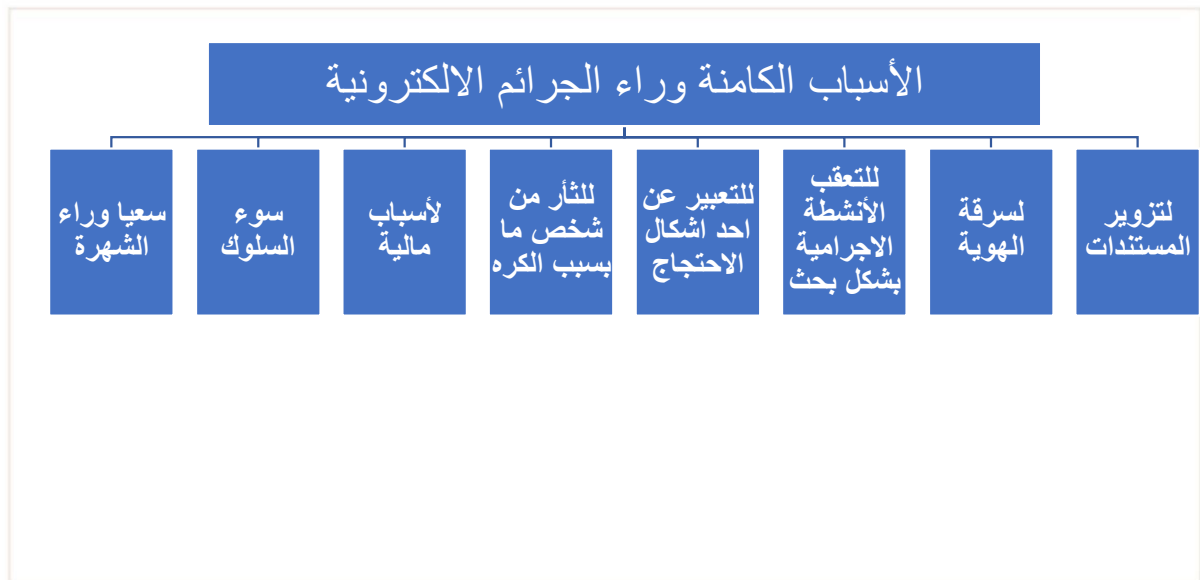 الأسباب الكامنة وراء الجرائم الالكترونية
لتزوير
المستندات
لسرقة
الهوية
للتعقب
الأنشطة
الاجرامية
بشكل بحث
للتعبير عن
احد اشكال
الاحتجاج
للثأر من
شخص ما
بسبب الكره
لأسباب
مالية
سوء
السلوك
سعيا وراء
الشهرة